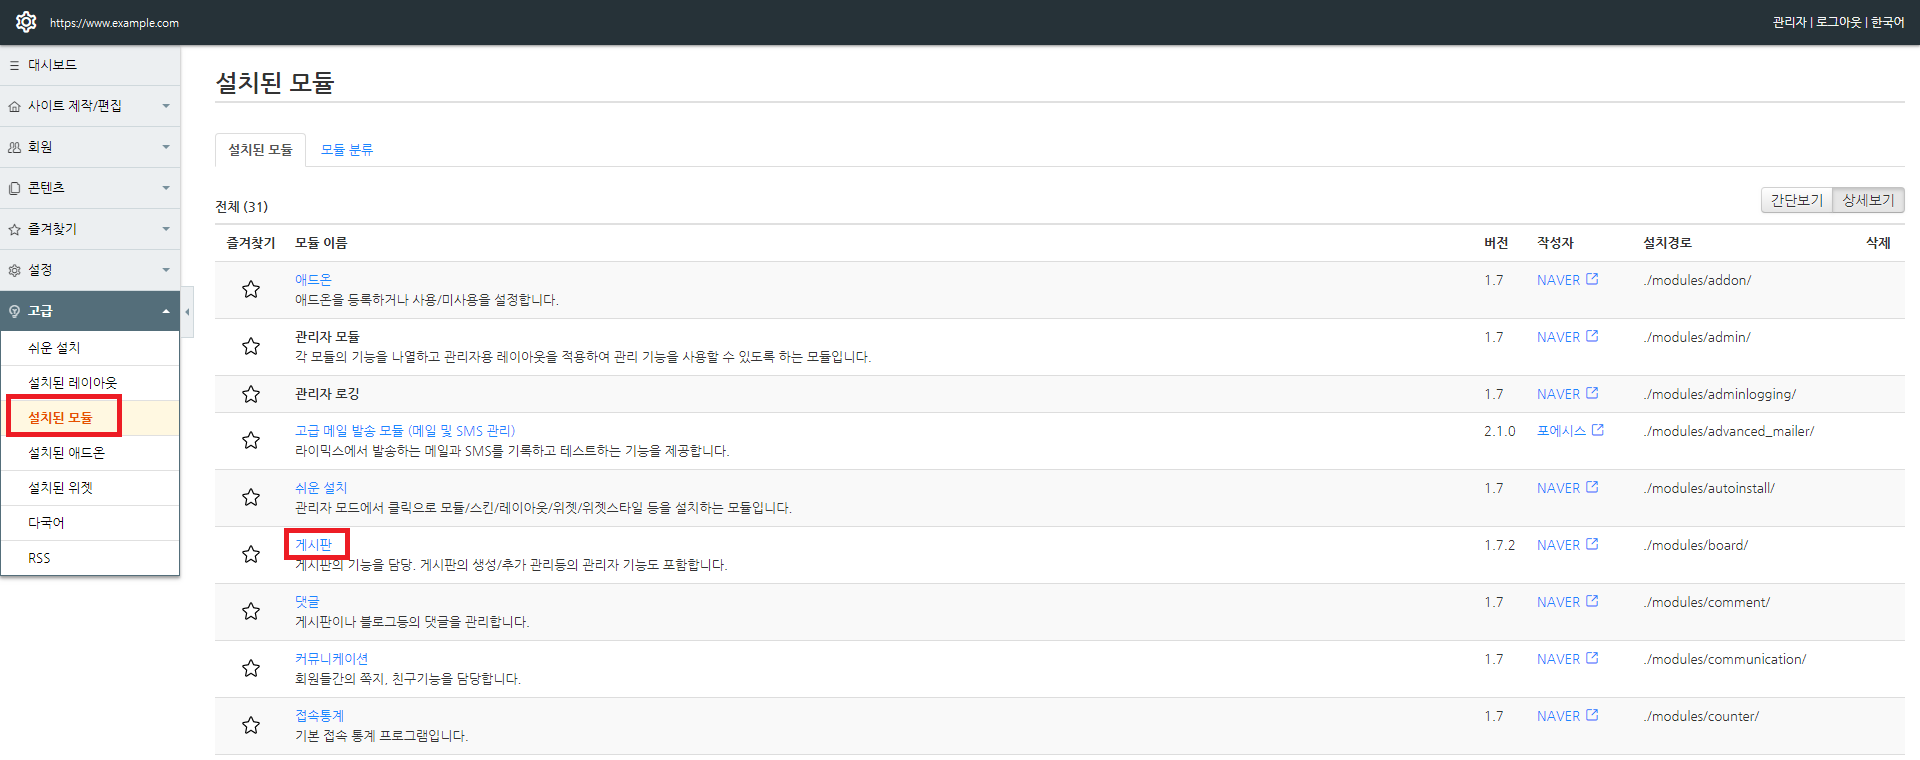 https://www.example.com
관리자 | 로그아웃 | 한국어
대시보드
사이트 제작/편집
회원
콘텐츠
즐겨찾기
설정
고급
쉬운 설치
설치된 레이아웃
설치된 모듈
설치된 애드온
설치된 위젯
다국어
RSS
설치된 모듈
설치된 모듈 모듈 분류
전체 (31) 간단보기 상세보기
즐겨찾기 모듈 이름 버전 작성자 설치경로 삭제
애드온 1.7 NAVER ./modules/addon/
애드온을 등록하거나 사용/미사용을 설정합니다.
관리자 모듈 1.7 NAVER ./modules/admin/
각 모듈의 기능을 나열하고 관리자용 레이아웃을 적용하여 관리 기능을 사용할 수 있도록 하는 모듈입니다.
관리자 로깅 1.7 NAVER ./modules/adminlogging/
고급 메일 발송 모듈 (메일 및 SMS 관리) 2.1.0 포에시스 ./modules/advanced_mailer/
라이믹스에서 발송하는 메일과 SMS를 기록하고 테스트하는 기능을 제공합니다.
쉬운 설치 1.7 NAVER ./modules/autoinstall/
관리자 모드에서 클릭으로 모듈/스킨/레이아웃/위젯/위젯스타일 등을 설치하는 모듈입니다.
게시판 1.7.2 NAVER ./modules/board/
게시판의 기능을 담당. 게시판의 생성/추가 관리등의 관리자 기능도 포함합니다.
댓글 1.7 NAVER ./modules/comment/
게시판이나 블로그등의 댓글을 관리합니다.
커뮤니케이션 1.7 NAVER ./modules/communication/
회원들간의 쪽지, 친구기능을 담당합니다.
접속통계 1.7 NAVER ./modules/counter/
기본 접속 통계 프로그램입니다.